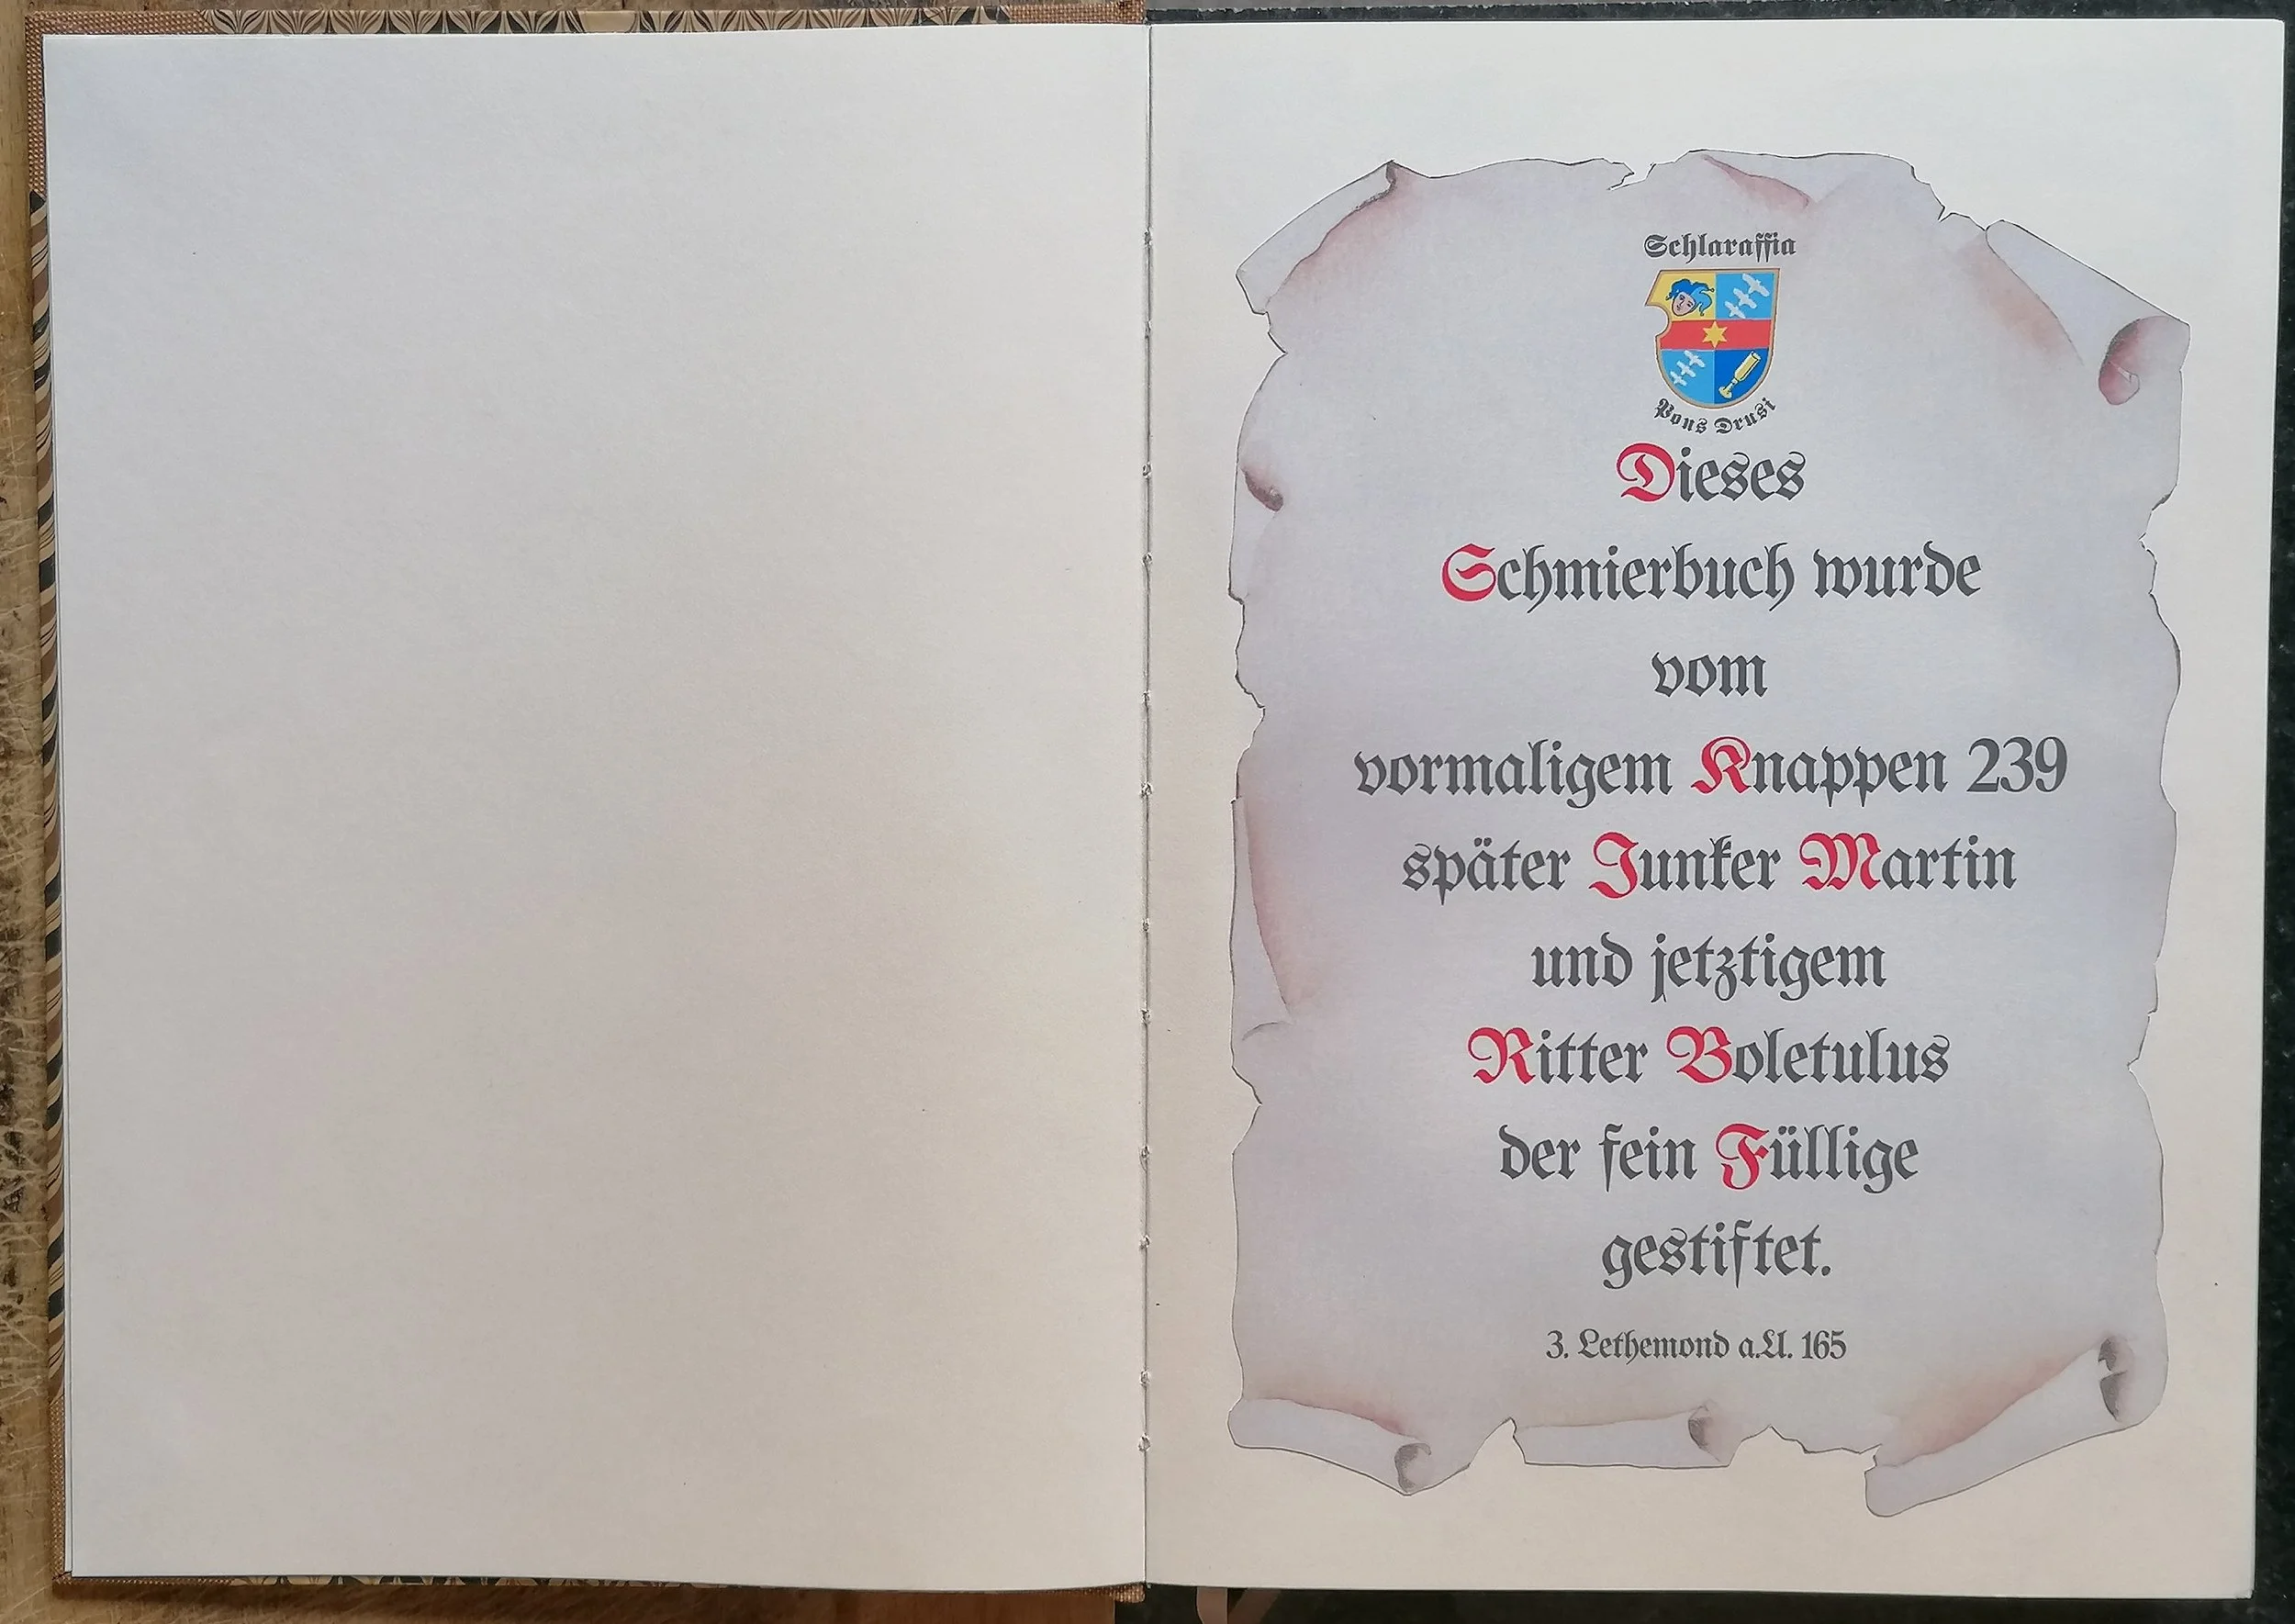 Schlaraffia
Pons Drusi
Dieses
Schmierbuch wurde
vom
vormaligem Knappen 239
später Junker Martin
und jetztigem
Ritter Boletulus
der fein Füllige
gestiftet.
3. Lethemond a.U. 165